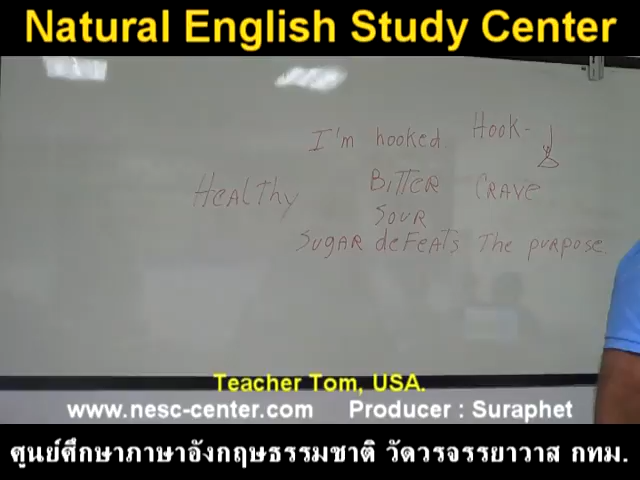 Natural English Study Center
I'm hooked. Hook-
Healthy Bitter Crave
Sour
Sugar defeats the purpose.
Teacher Tom, USA.
www.nesc-center.com Producer : Suraphet
ศูนย์ศึกษาภาษาอังกฤษธรรมชาติ วัดวรจรรยาวาส กทม.